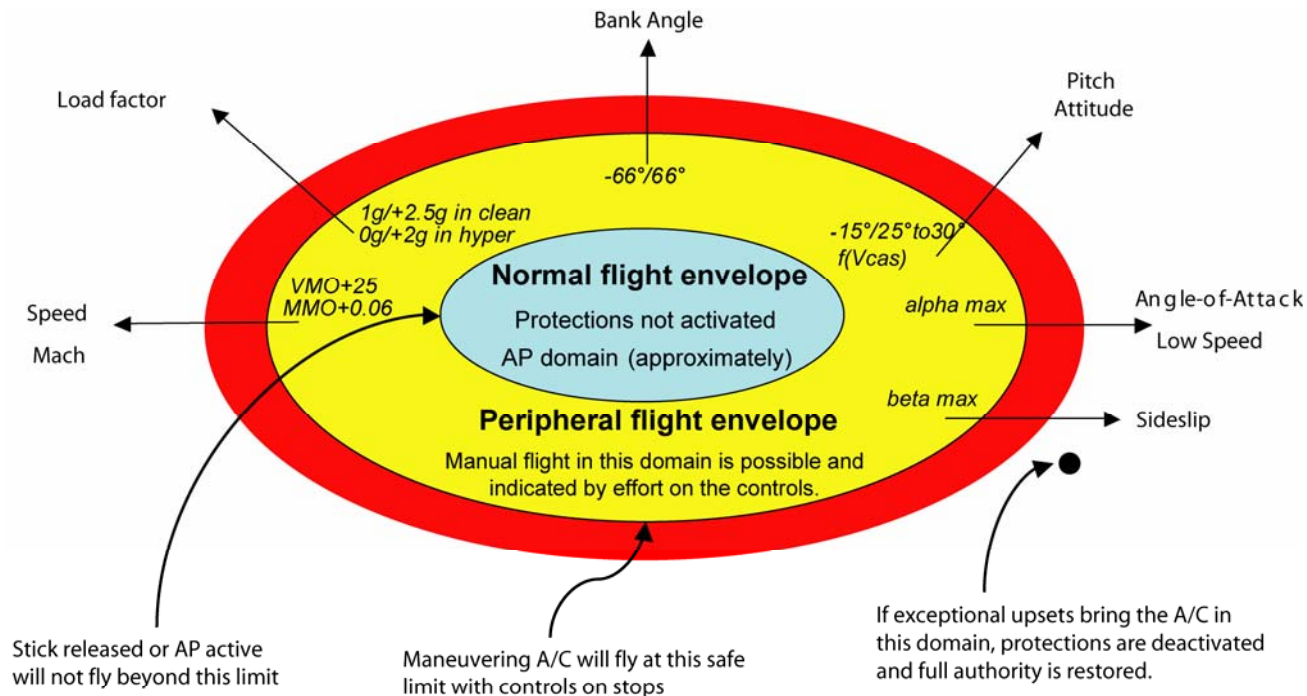 Bank Angle
Load factor
Pitch
Attitude
-66°/66°
1g/+2.5g in clean
0g/+2g in hyper
-15°/25°to30°
f(Vcas)
Normal flight envelope
VMO+25
MMO+0.06
Speed
Mach
Protections not activated
AP domain (approximately)
alpha max
Angle-of-Attack
Low Speed
beta max
Sideslip
Peripheral flight envelope
Manual flight in this domain is possible and
indicated by effort on the controls.
Stick released or AP active
will not fly beyond this limit
Maneuvering A/C will fly at this safe
limit with controls on stops
If exceptional upsets bring the A/C in
this domain, protections are deactivated
and full authority is restored.